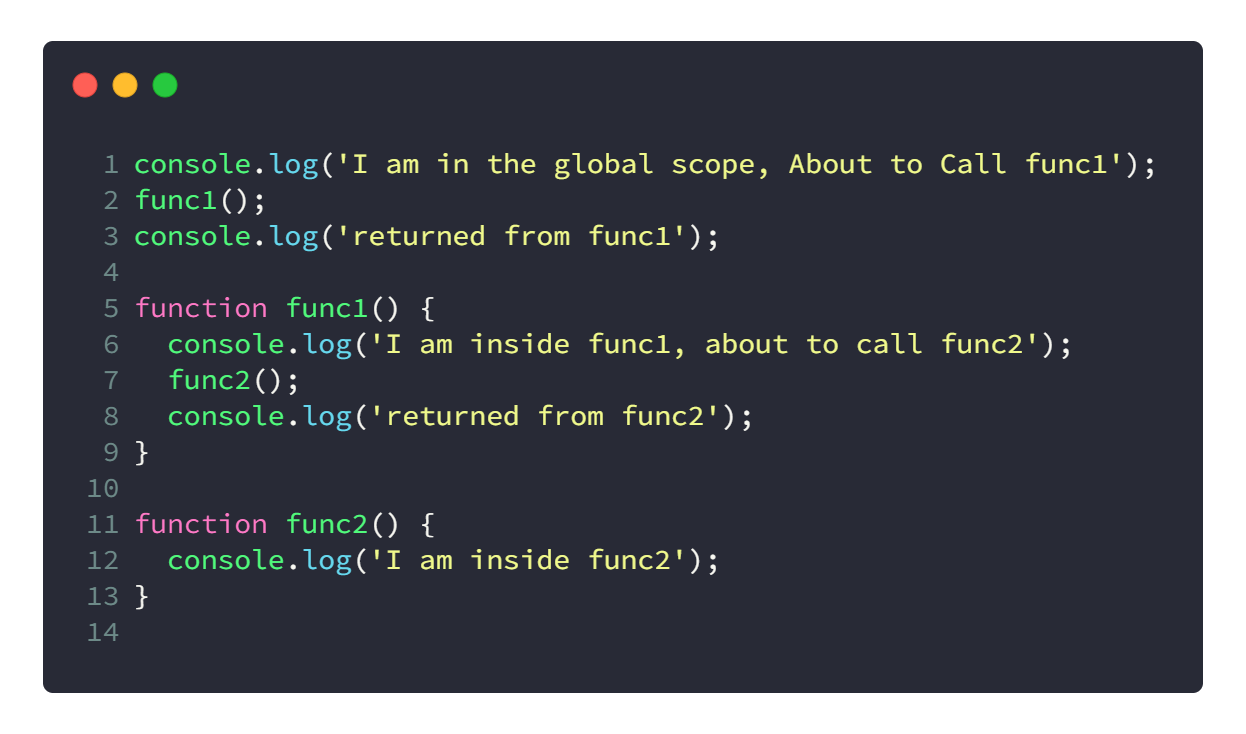 1 console.log('I am in the global scope, About to Call func1');
2 func1();
3 console.log('returned from func1');
4
5 function func1() {
6   console.log('I am inside func1, about to call func2');
7   func2();
8   console.log('returned from func2');
9 }
10
11 function func2() {
12   console.log('I am inside func2');
13 }
14